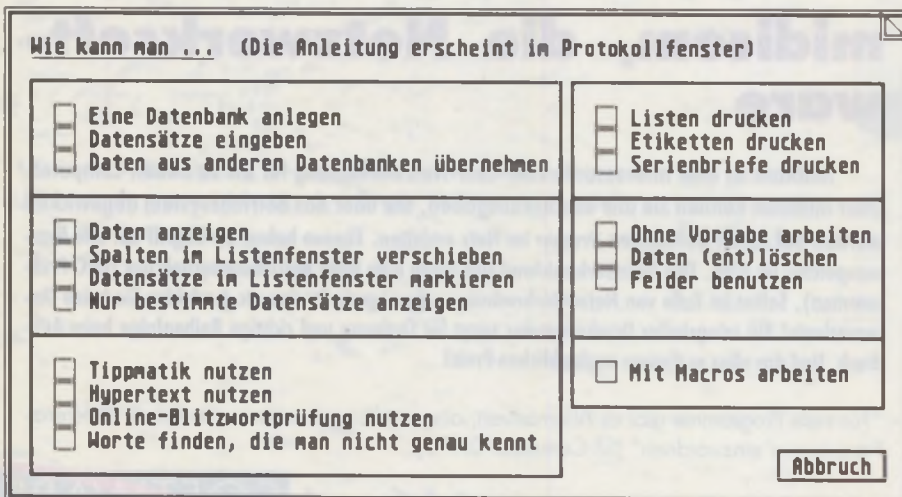 Wie kann man ... (Die Anleitung erscheint im Protokollfenster)
Eine Datenbank anlegen
Datensätze eingeben
Daten aus anderen Datenbanken übernehmen
Daten anzeigen
Spalten im Listenfenster verschieben
Datensätze im Listenfenster markieren
Nur bestimmte Datensätze anzeigen
Tippmatik nutzen
Hypertext nutzen
Online-Blitzwortprüfung nutzen
Worte finden, die man nicht genau kennt
Listen drucken
Etiketten drucken
Serienbriefe drucken
Ohne Vorgabe arbeiten
Daten (ent)löschen
Felder benutzen
Mit Macros arbeiten
Abbruch